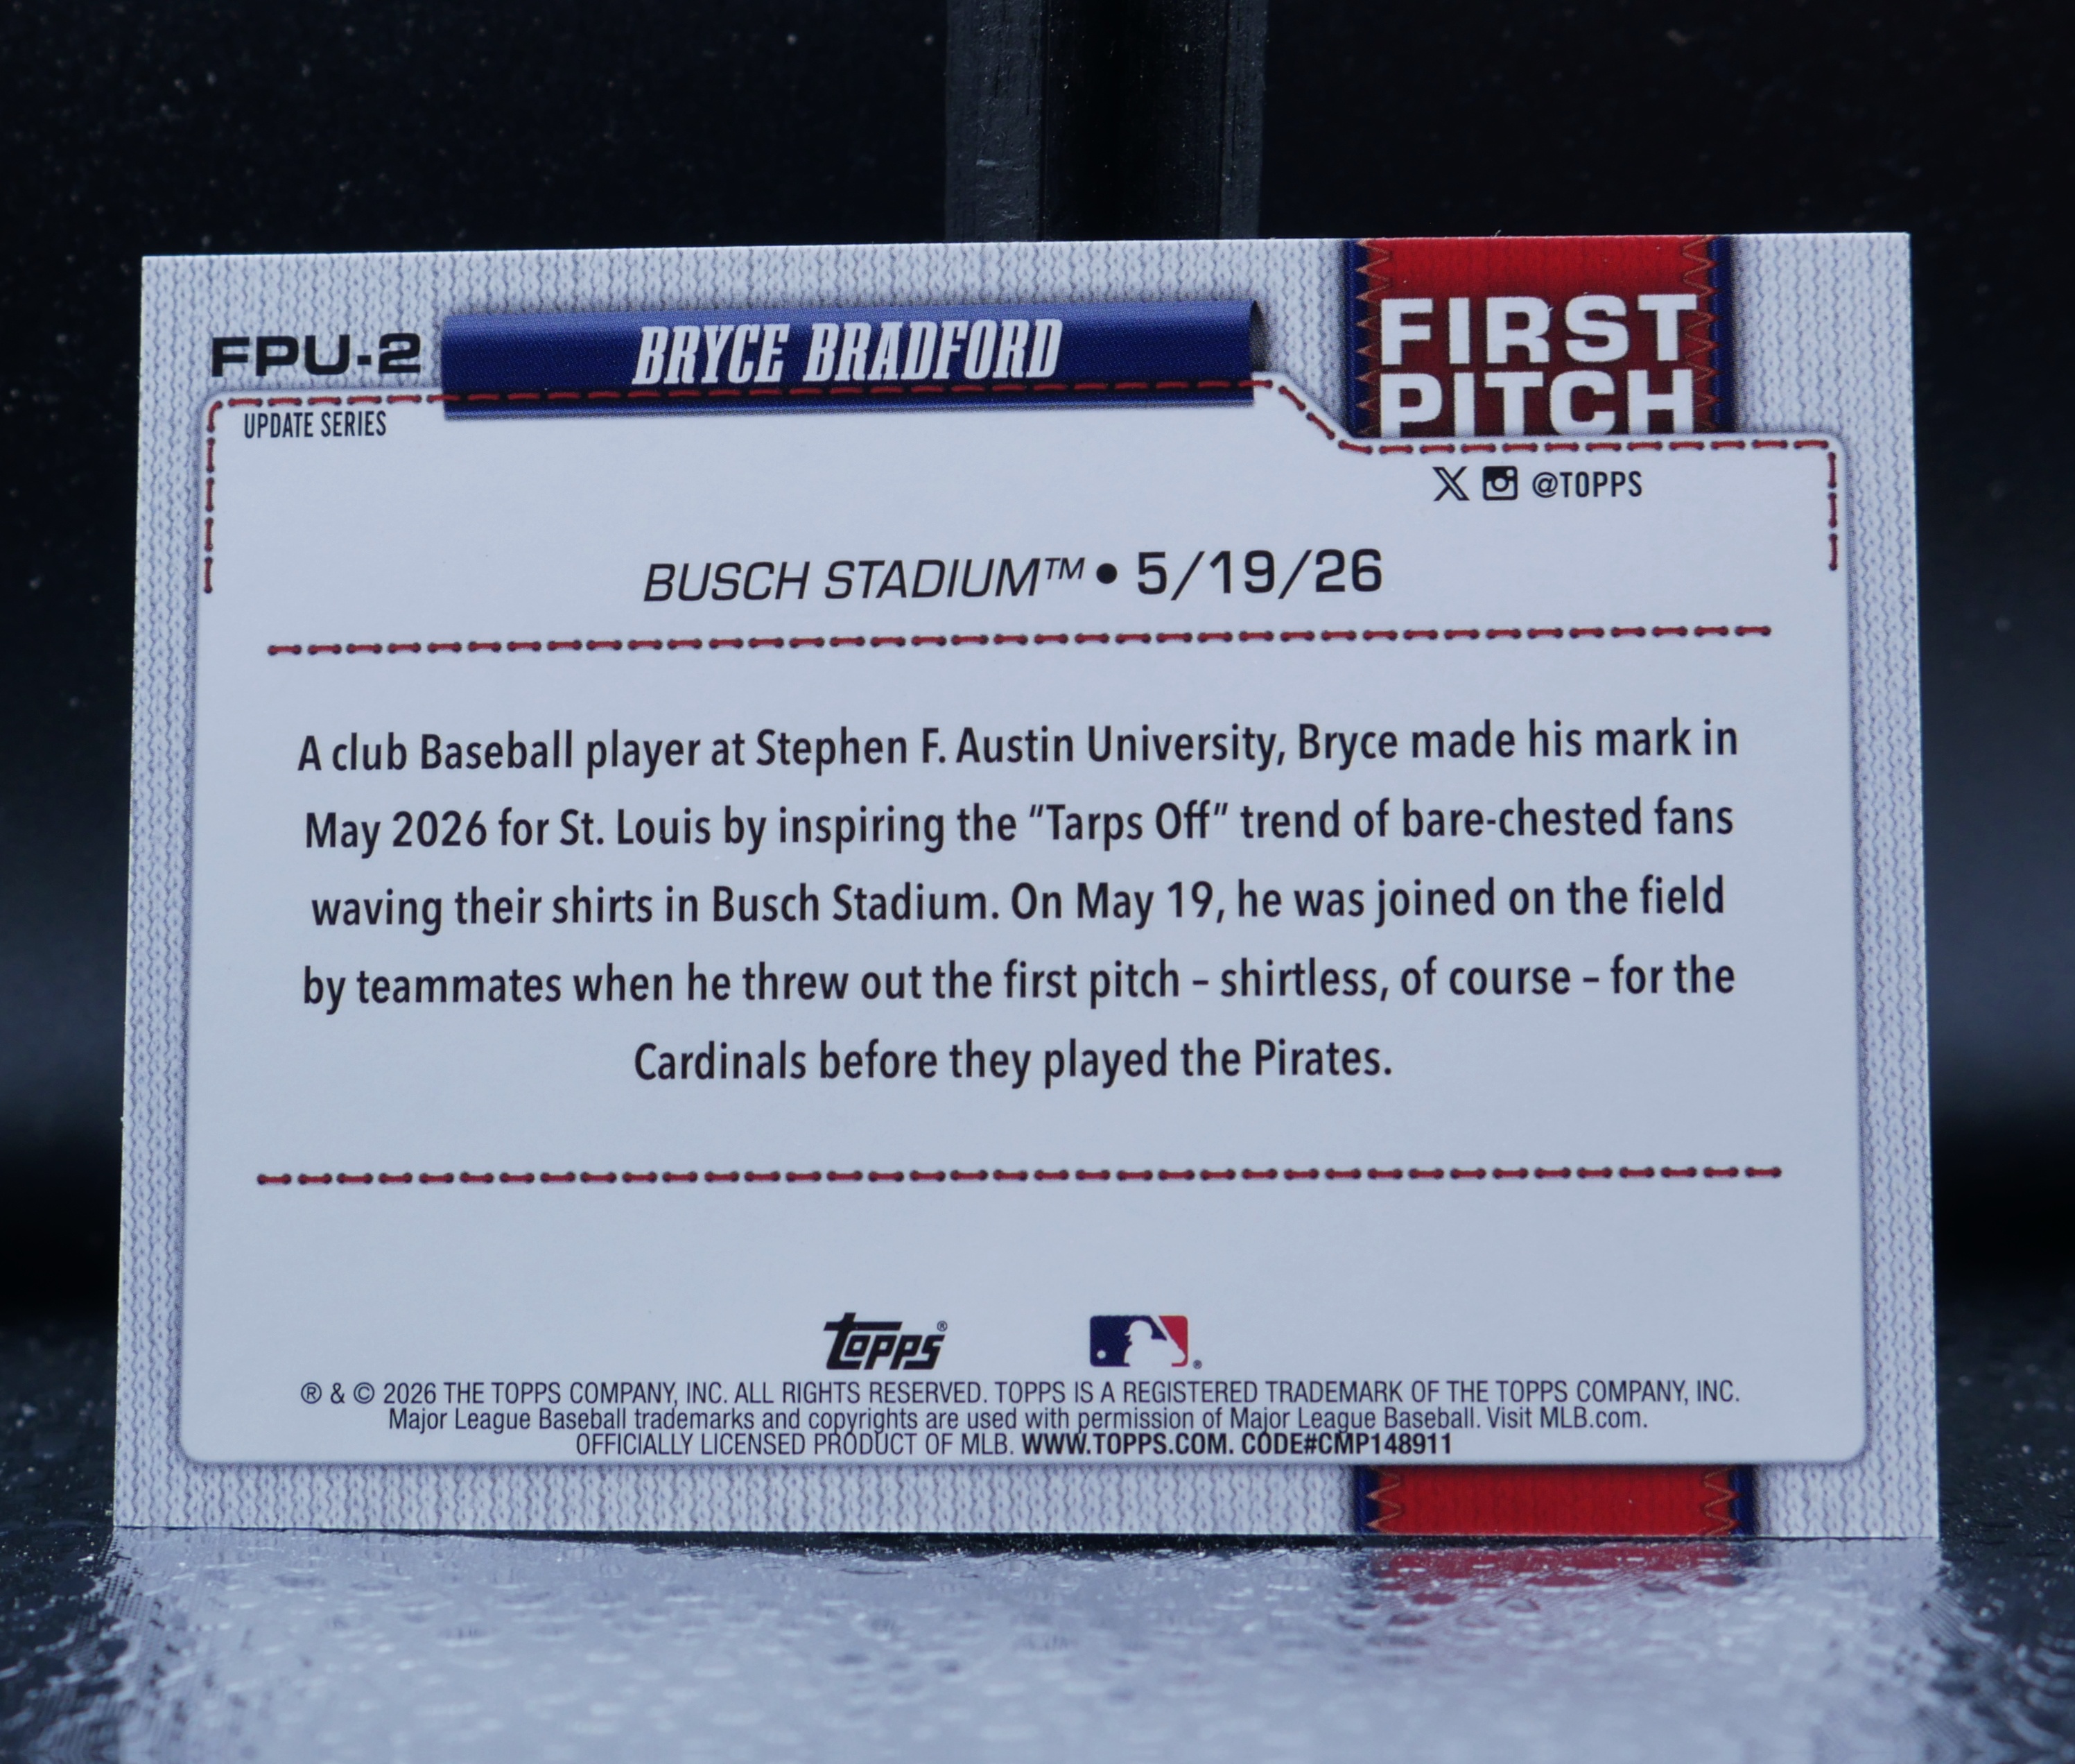 FPU-2
BRYCE BRADFORD
FIRST
PITCH
UPDATE SERIES
@TOPPS
BUSCH STADIUM™ • 5/19/26
A club Baseball player at Stephen F. Austin University, Bryce made his mark in
May 2026 for St. Louis by inspiring the “Tarps Off” trend of bare-chested fans
waving their shirts in Busch Stadium. On May 19, he was joined on the field
by teammates when he threw out the first pitch – shirtless, of course – for the
Cardinals before they played the Pirates.
Topps®
® & © 2026 THE TOPPS COMPANY, INC. ALL RIGHTS RESERVED. TOPPS IS A REGISTERED TRADEMARK OF THE TOPPS COMPANY, INC.
Major League Baseball trademarks and copyrights are used with permission of Major League Baseball. Visit MLB.com.
OFFICIALLY LICENSED PRODUCT OF MLB. WWW.TOPPS.COM. CODE#CMP148911